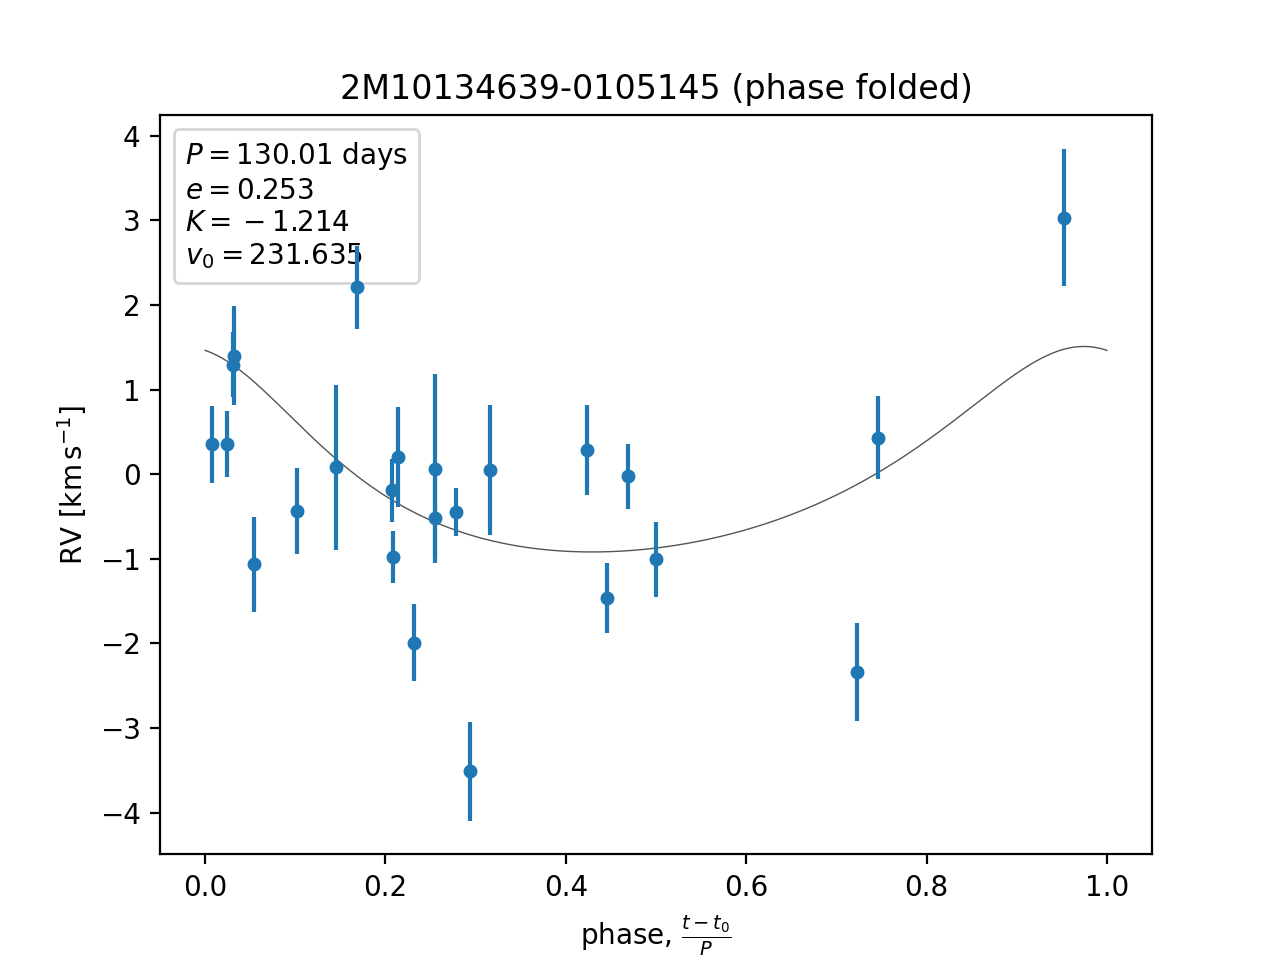 2M10134639-0105145 (phase folded)
P = 130.01 days
e = 0.253
K = −1.214
v₀ = 231.635
4
3
2
1
0
−1
−2
−3
−4
RV [km s⁻¹]
0.0 0.2 0.4 0.6 0.8 1.0
phase, (t − t₀)/P